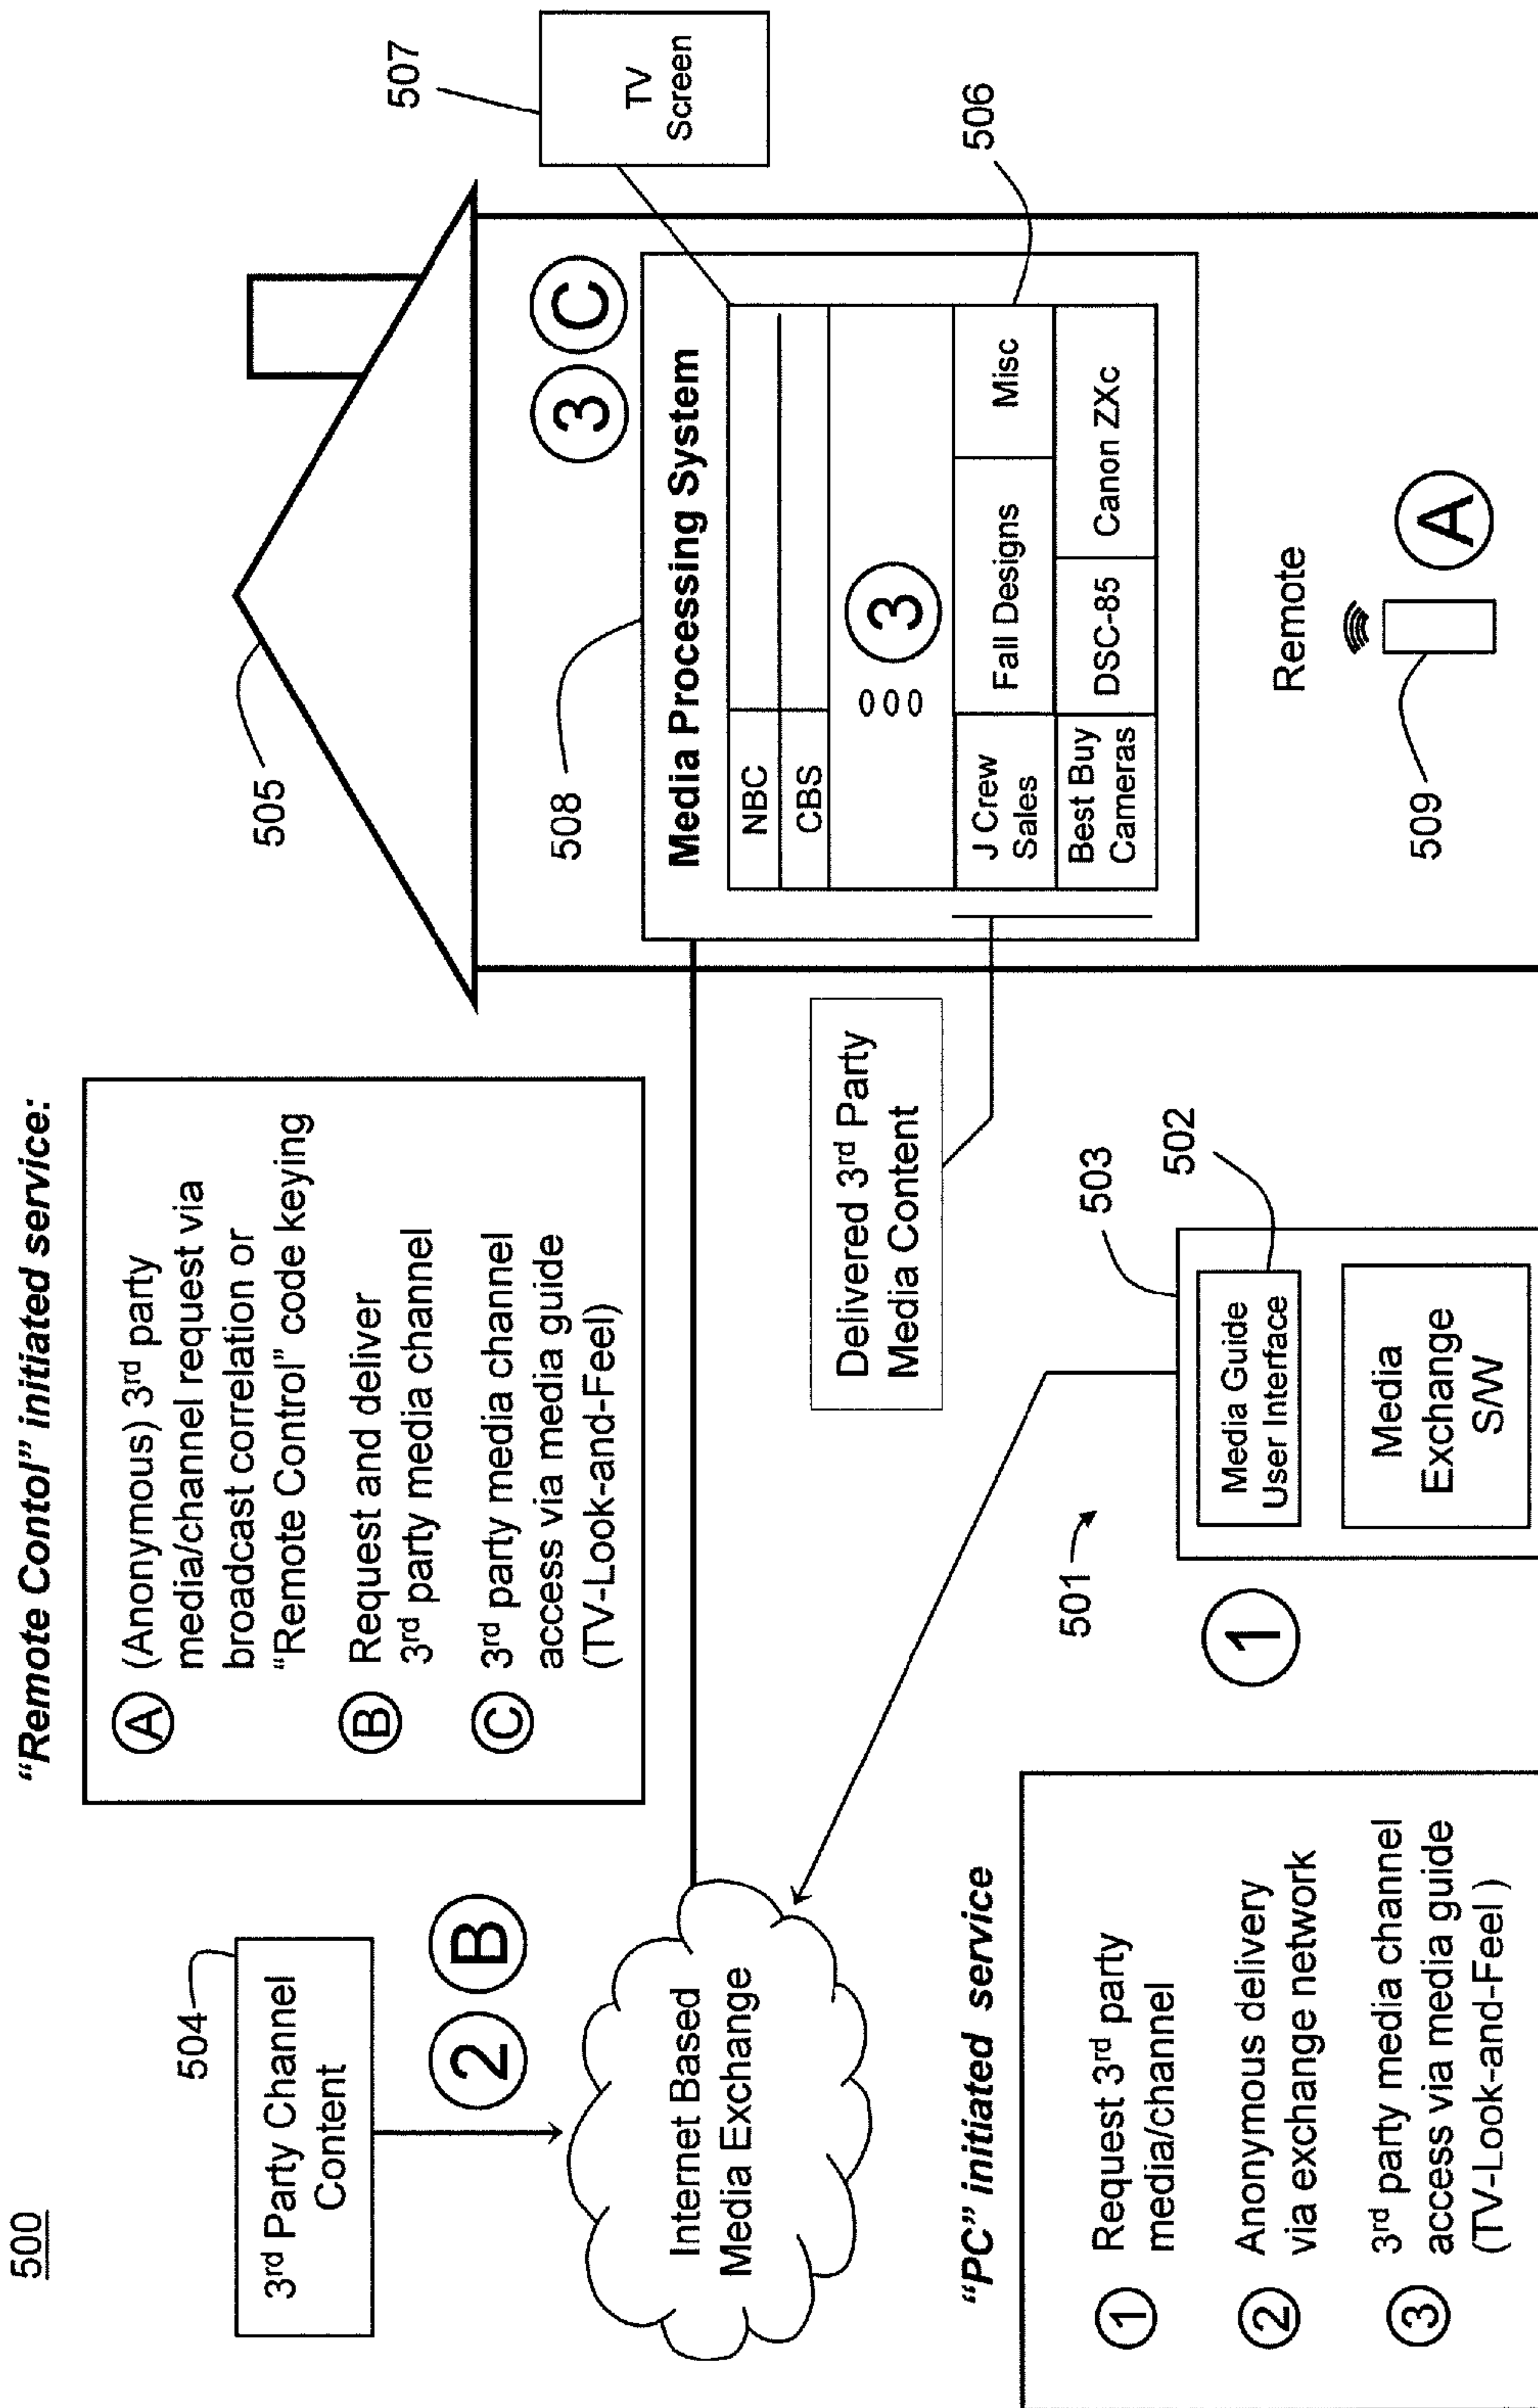 500
"Remote Contol" initiated service:
A (Anonymous) 3rd party
media/channel request via
broadcast correlation or
"Remote Control" code keying
B Request and deliver
3rd party media channel
C 3rd party media channel
access via media guide
(TV-Look-and-Feel)
504
3rd Party Channel
Content
2 B
Internet Based
Media Exchange
"PC" initiated service
1 Request 3rd party
media/channel
2 Anonymous delivery
via exchange network
3 3rd party media channel
access via media guide
(TV-Look-and-Feel )
Delivered 3rd Party
Media Content
501
1
503
502
Media Guide
User Interface
Media
Exchange
S/W
505
3 C
507
TV
Screen
508
Media Processing System
NBC
CBS
000
3
J Crew
Sales
Fall Designs
Misc
506
Best Buy
Cameras
DSC-85
Canon ZXc
Remote
509
A